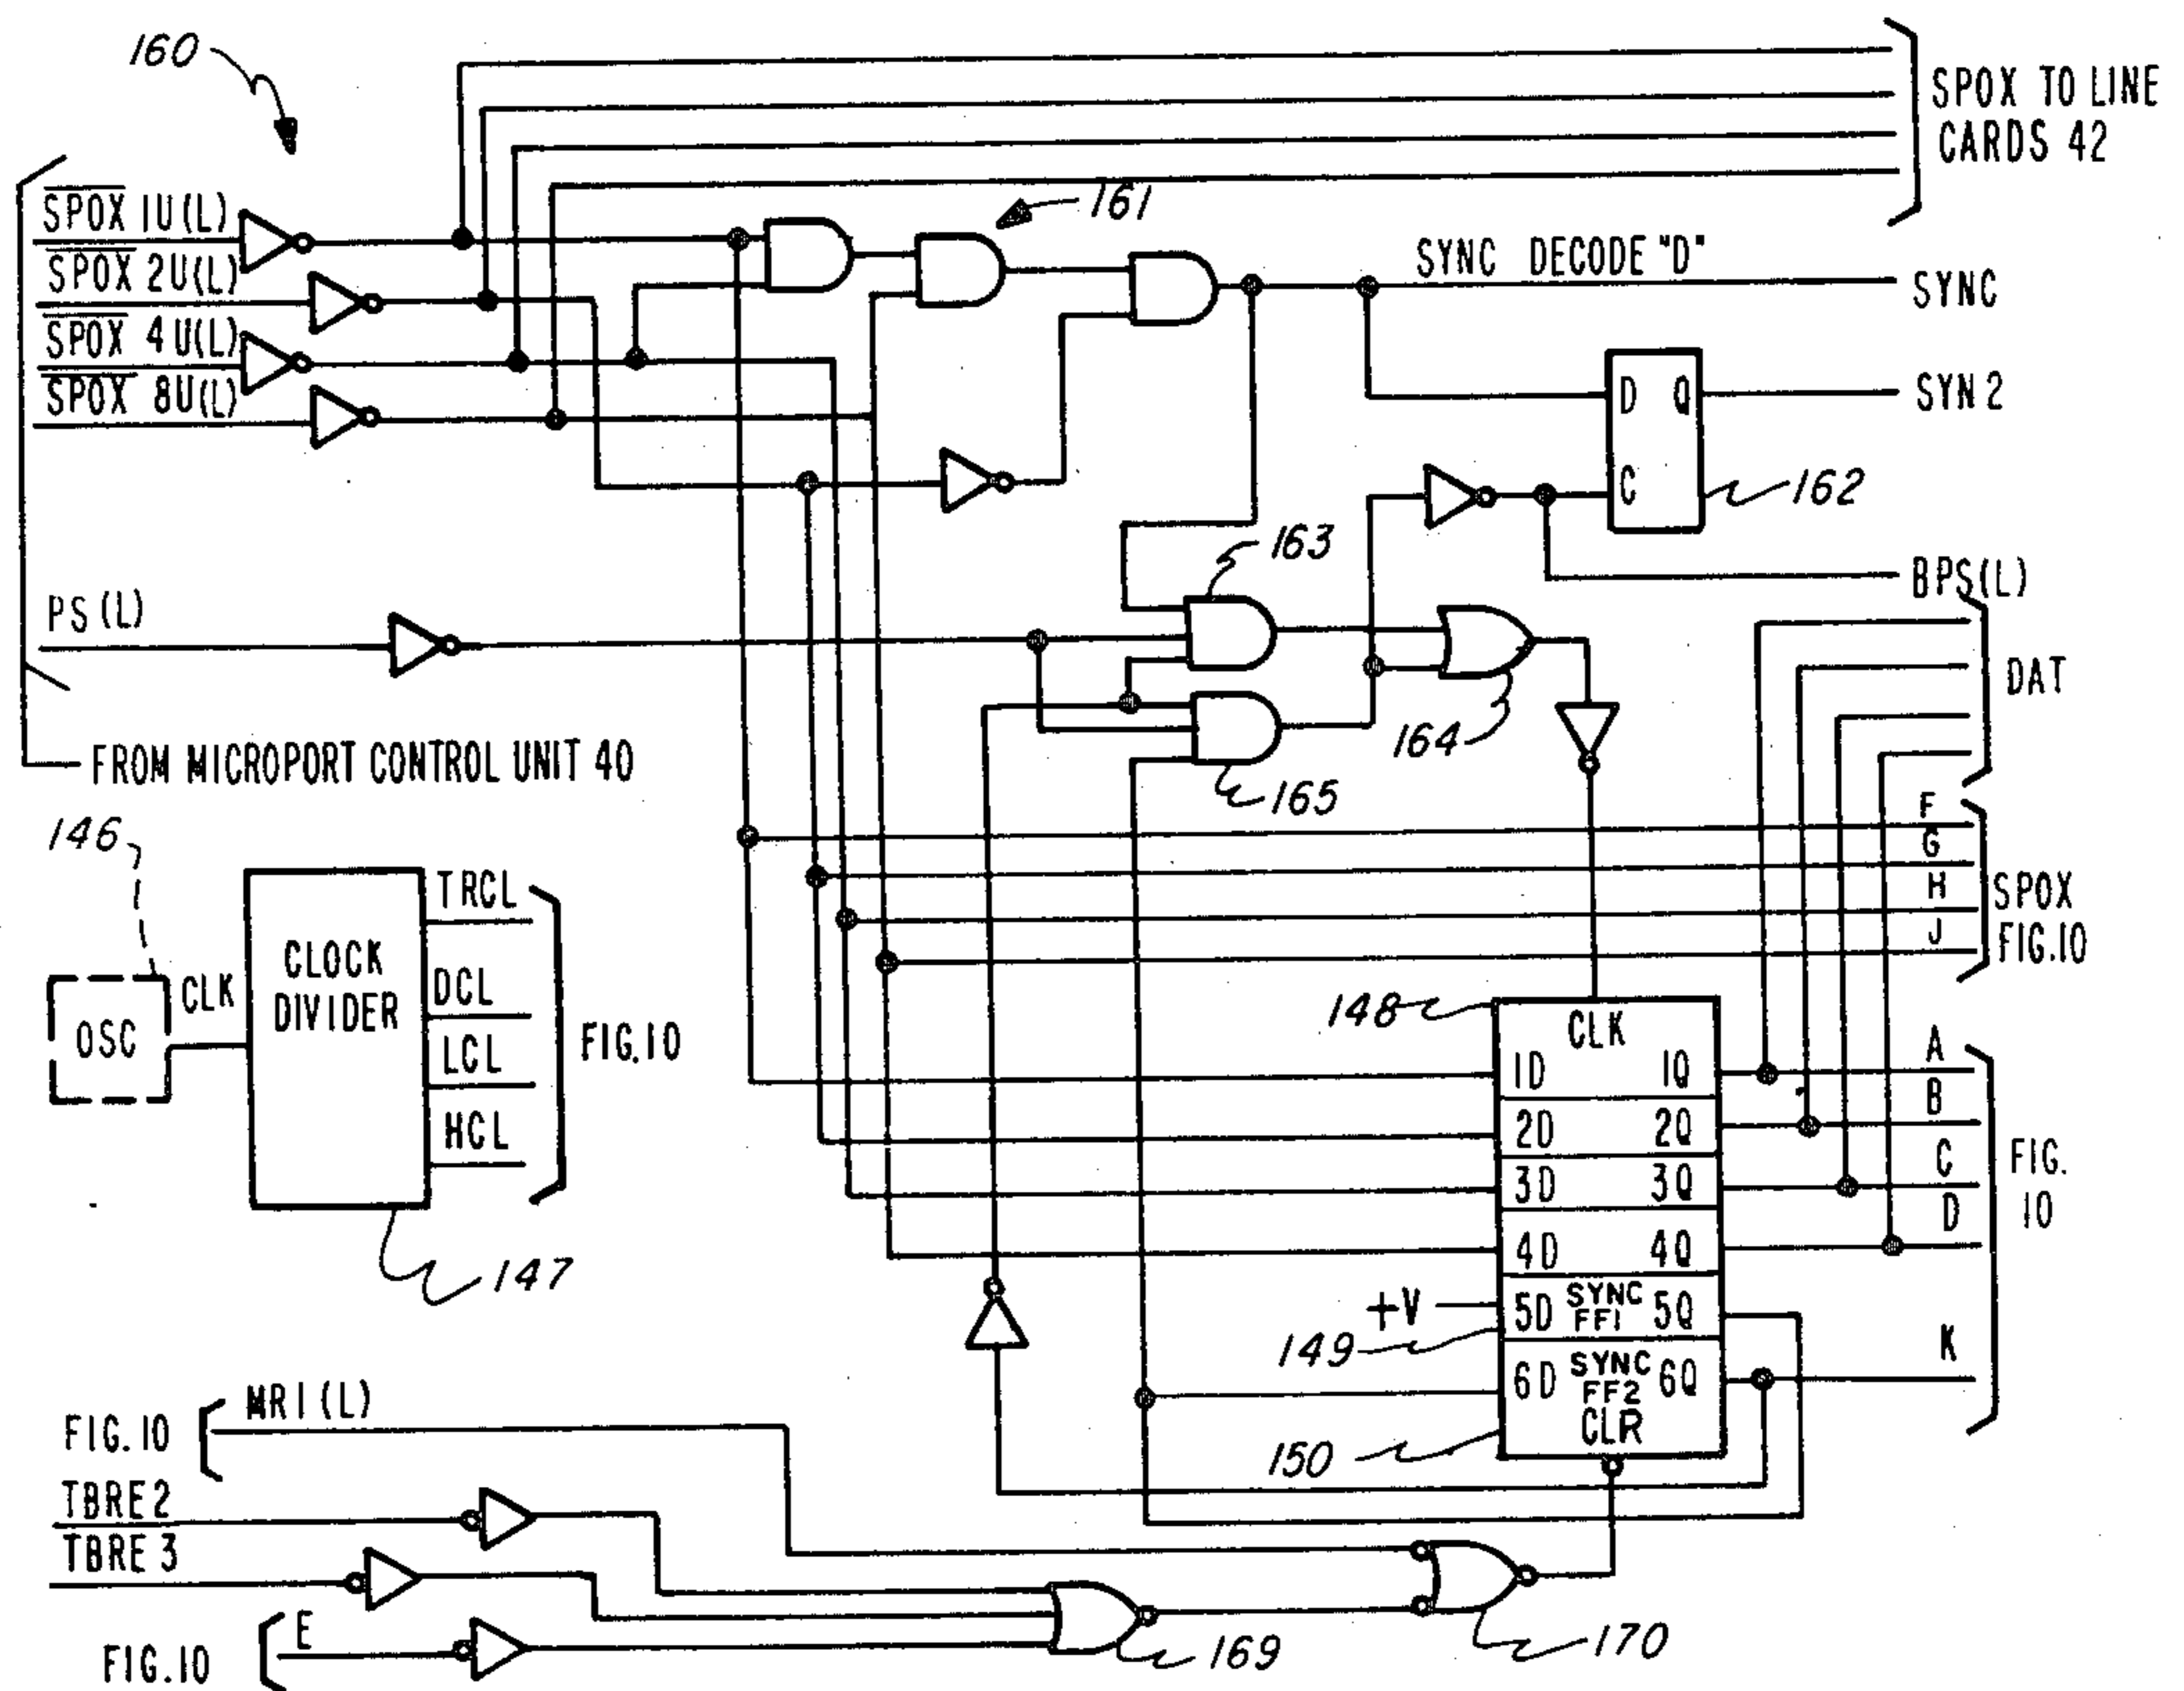 160
SPOX TO LINE
CARDS 42
SPOX 1U(L)
161
SPOX 2U(L)
SYNC DECODE "D"
SYNC
SPOX 4U(L)
SPOX 8U(L)
D Q
SYN2
C
162
163
BPS(L)
PS(L)
DAT
164
FROM MICROPORT CONTROL UNIT 40
165
146
F
G
TRCL
H
SPOX
J
FIG.10
CLOCK
DIVIDER
CLK
OSC
DCL
LCL
HCL
FIG.10
148
CLK
1D 1Q
A
2D 2Q
B
3D 3Q
C
4D 4Q
D
FIG.
10
147
+V
5D SYNC FF1 5Q
149
6D SYNC FF2 6Q
K
CLR
150
FIG.10
MRI(L)
TBRE2
TBRE3
E
FIG.10
169
170